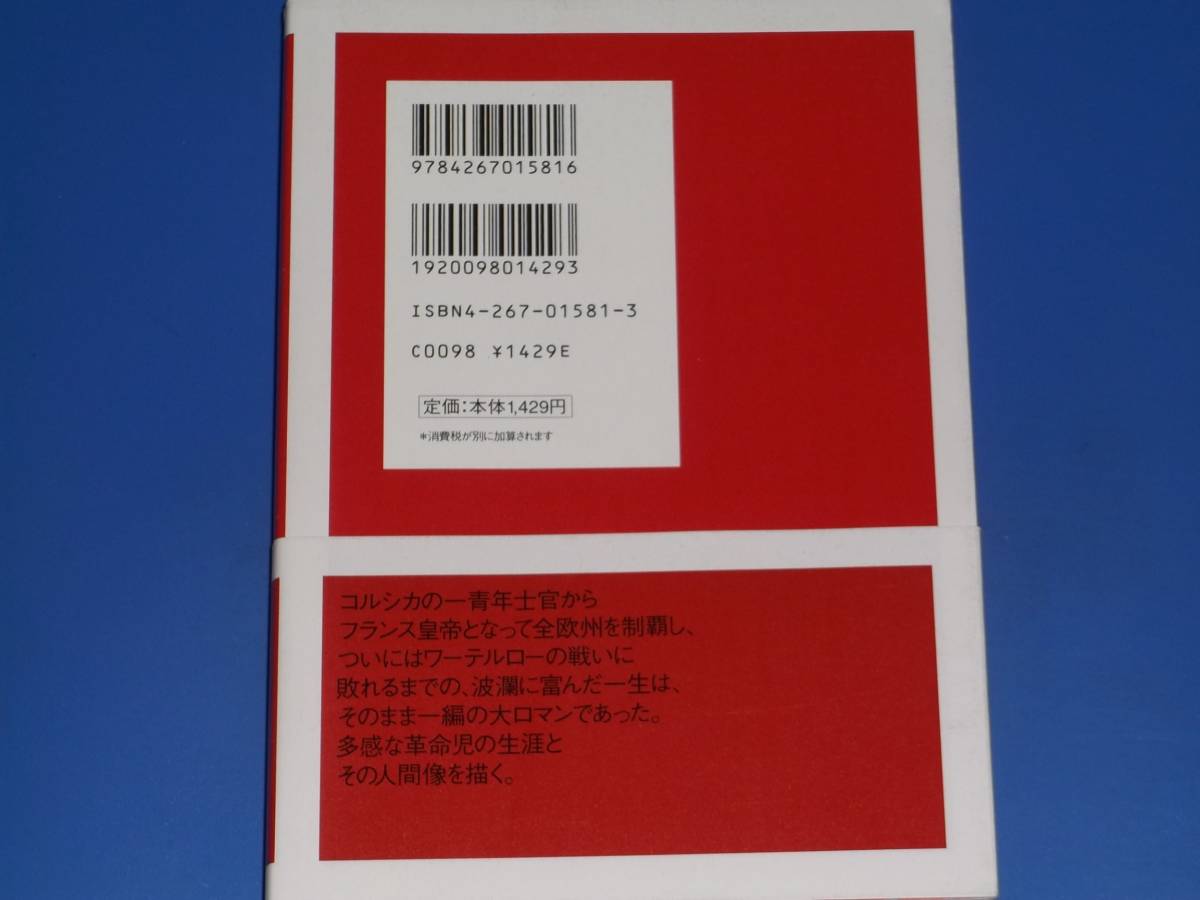 9784267015816
1920098014293
ISBN4-267-01581-3
C0098 ¥1429E
定価:本体1,429円
*消費税が別に加算されます
コルシカの一青年士官から
フランス皇帝となって全欧州を制覇し、
ついにはワーテルローの戦いに
敗れるまでの、波瀾に富んだ一生は、
そのまま一編の大ロマンであった。
多感な革命児の生涯と
その人間像を描く。